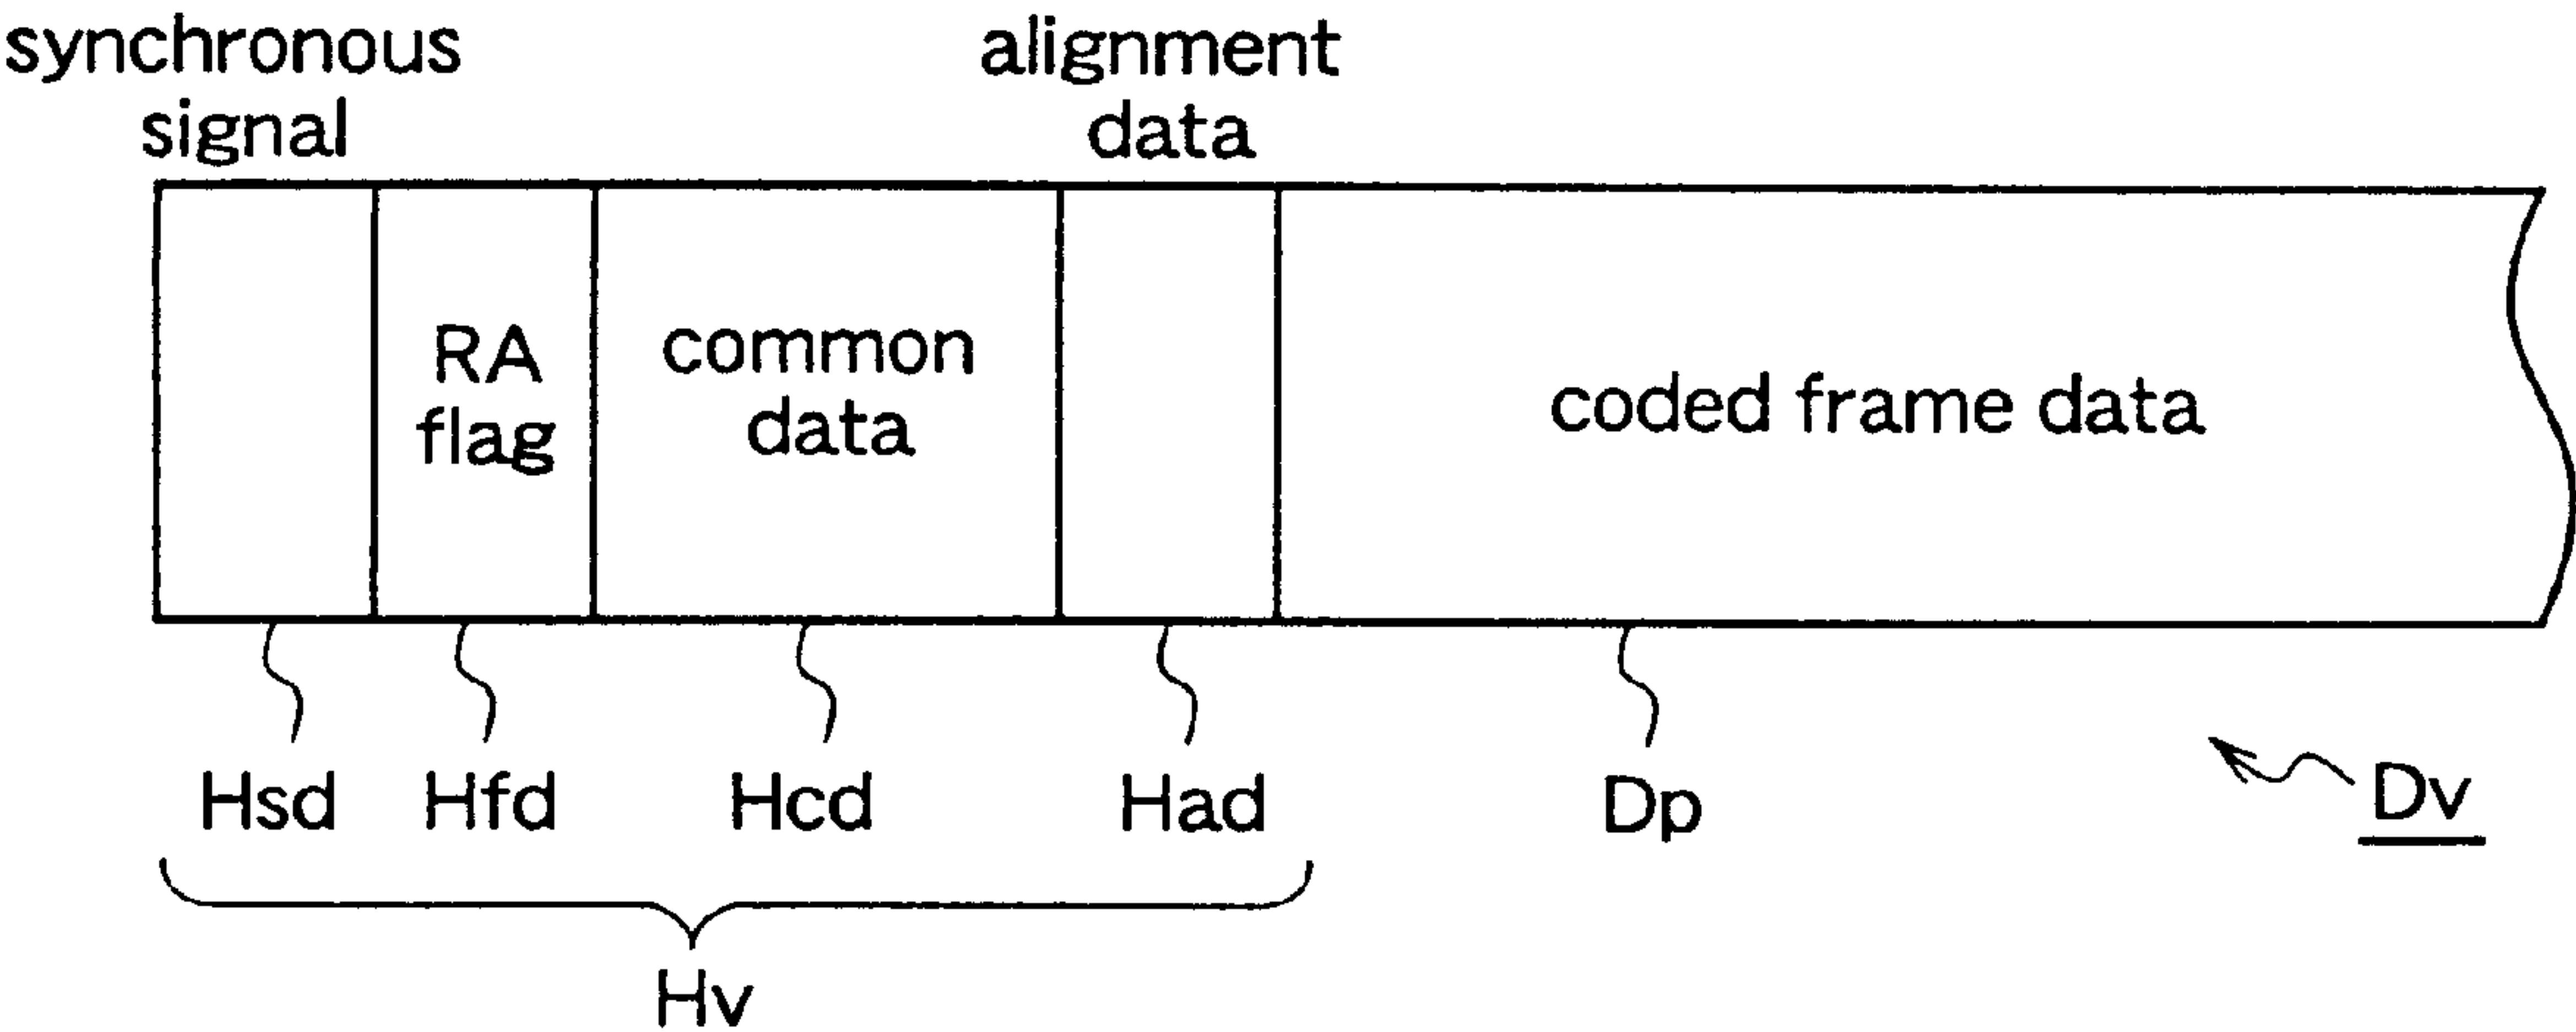 synchronous
signal
alignment
data
RA
flag
common
data
coded frame data
Hsd
Hfd
Hcd
Had
Dp
Dv
Hv